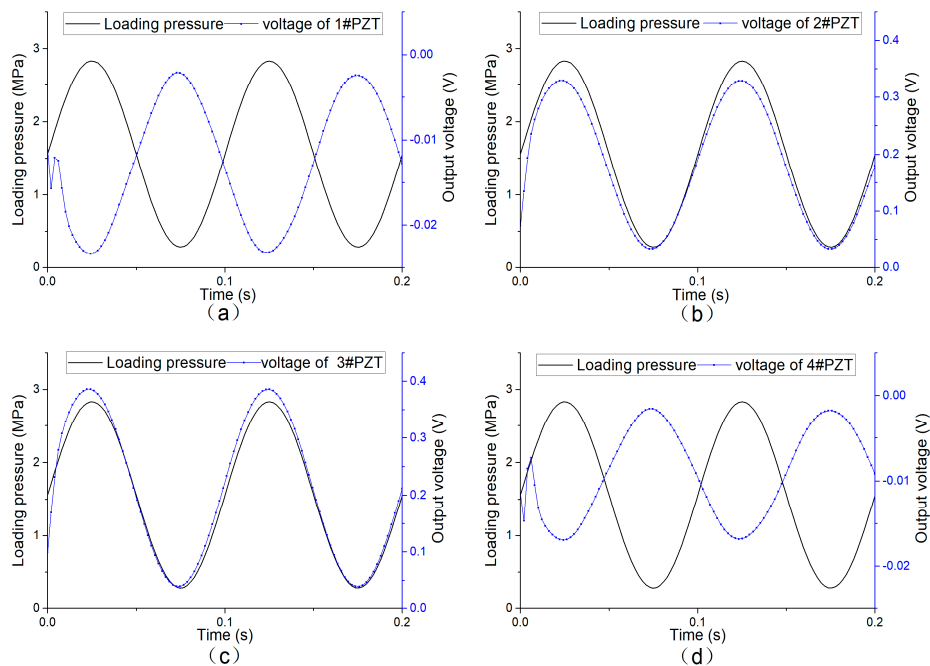 Loading pressure voltage of 1#PZT
3
2
1
0
Loading pressure (MPa)
0.00
-0.01
-0.02
Output voltage (V)
0.0 0.1 0.2
Time (s)
(a)
Loading pressure voltage of 2#PZT
3
2
1
0
Loading pressure (MPa)
0.4
0.3
0.2
0.1
0.0
Output voltage (V)
0.0 0.1 0.2
Time (s)
(b)
Loading pressure voltage of 3#PZT
3
2
1
0
Loading pressure (MPa)
0.4
0.3
0.2
0.1
0.0
Output voltage (V)
0.0 0.1 0.2
Time (s)
(c)
Loading pressure voltage of 4#PZT
3
2
1
0
Loading pressure (MPa)
0.00
-0.01
-0.02
Output voltage (V)
0.0 0.1 0.2
Time (s)
(d)